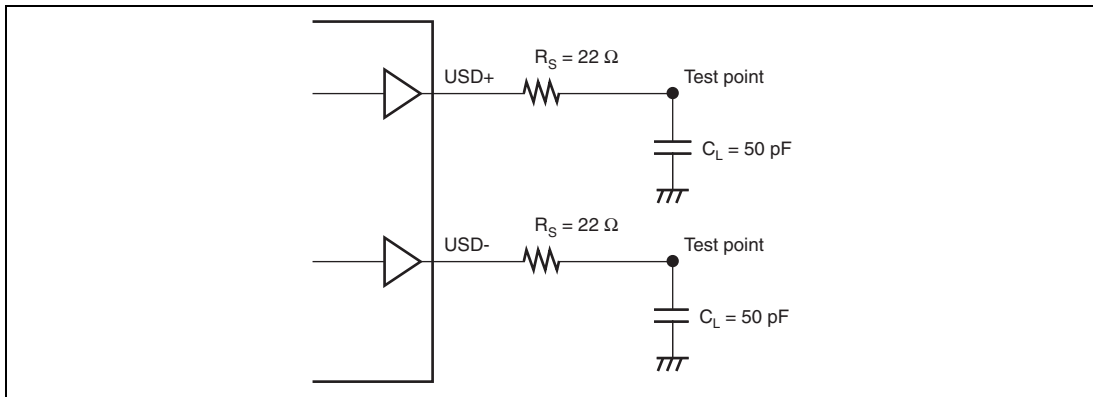 R_S = 22 Ω
USD+
Test point
C_L = 50 pF
R_S = 22 Ω
USD-
Test point
C_L = 50 pF